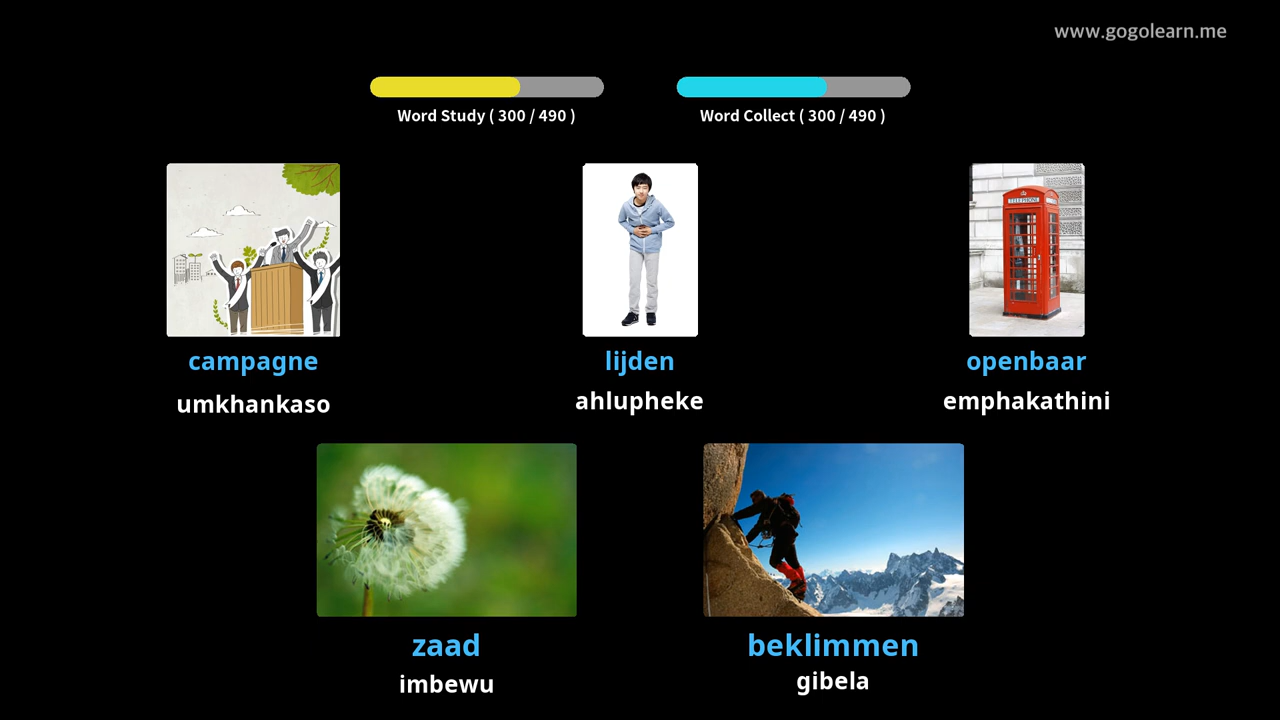 www.gogolearn.me
Word Study ( 300 / 490 )
Word Collect ( 300 / 490 )
TELEPHONE
campagne
lijden
openbaar
umkhankaso
ahlupheke
emphakathini
zaad
beklimmen
imbewu
gibela